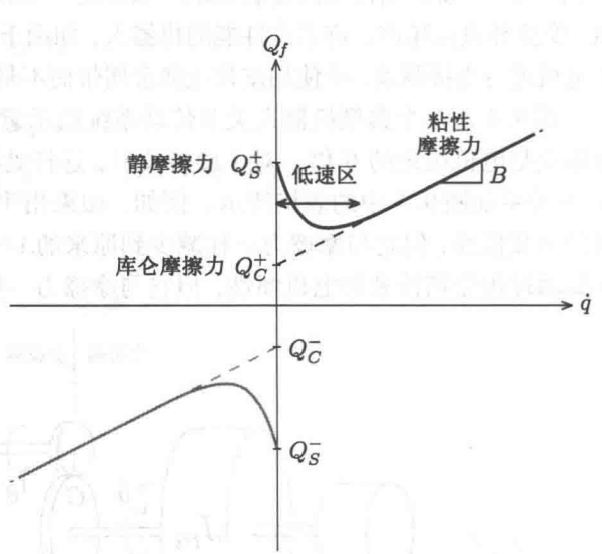 Q_f
粘性
摩擦力
静摩擦力 Q_S^+ 低速区
B
库仑摩擦力 Q_C^+
q̇
Q_C^-
Q_S^-